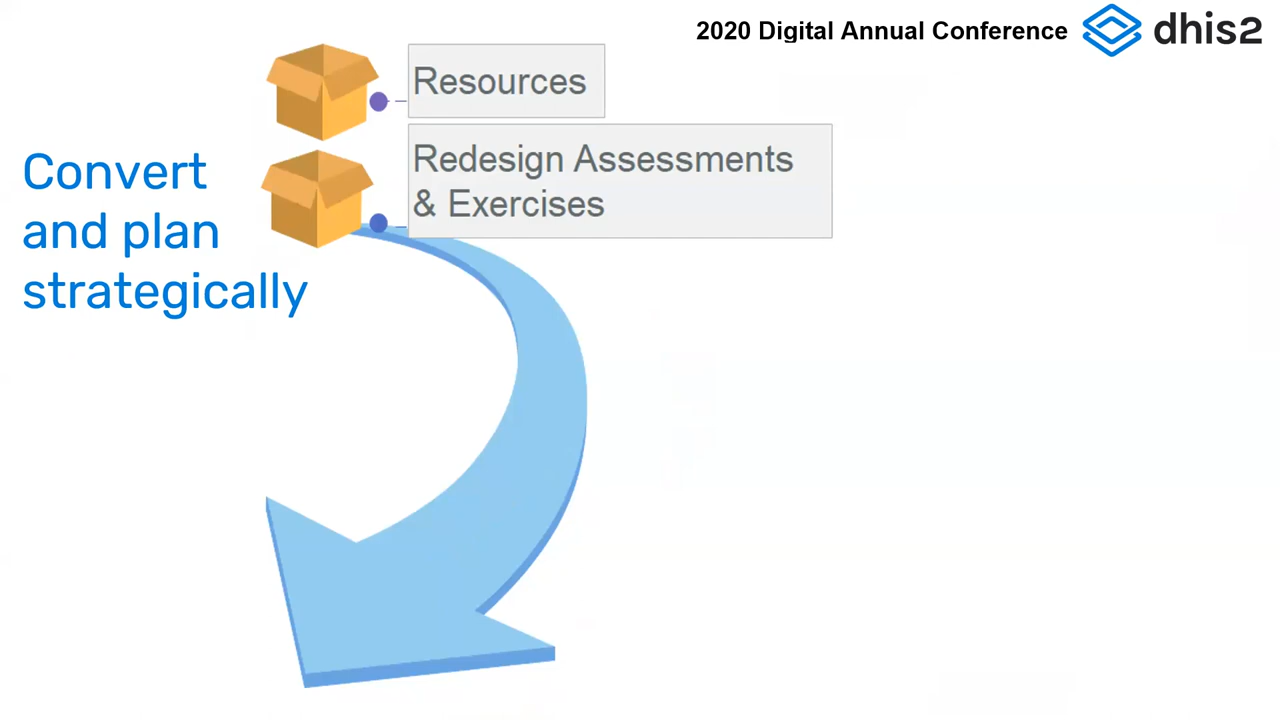 2020 Digital Annual Conference
dhis2
Resources
Redesign Assessments
& Exercises
Convert
and plan
strategically